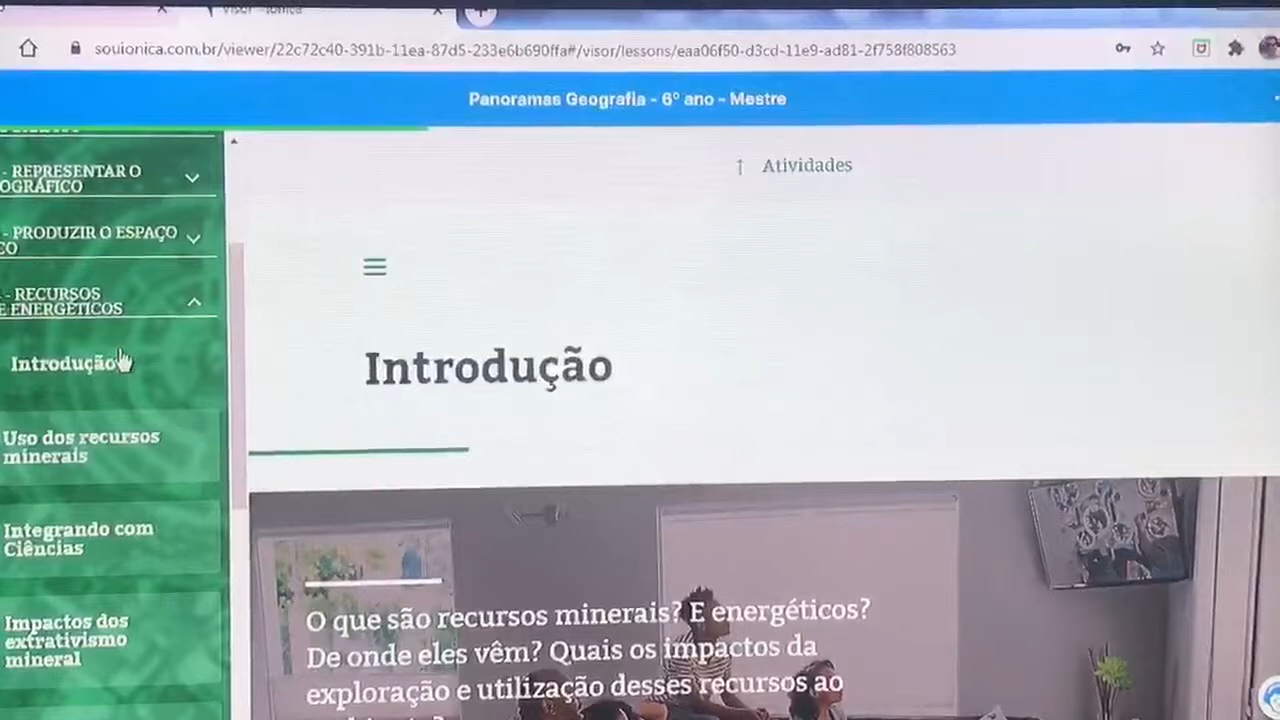 souionica.com.br/viewer/22c72c40-391b-11ea-87d5-233e6b690ffa#/visor/lessons/eaa06f50-d3cd-11e9-ad81-2f758f808563
Panoramas Geografia - 6º ano - Mestre
- REPRESENTAR O
OGRÁFICO
- PRODUZIR O ESPAÇO
CO
- RECURSOS
E ENERGÉTICOS
Introdução
Uso dos recursos
minerais
Integrando com
Ciências
Impactos dos
extrativismo
mineral
↑ Atividades
Introdução
O que são recursos minerais? E energéticos?
De onde eles vêm? Quais os impactos da
exploração e utilização desses recursos ao